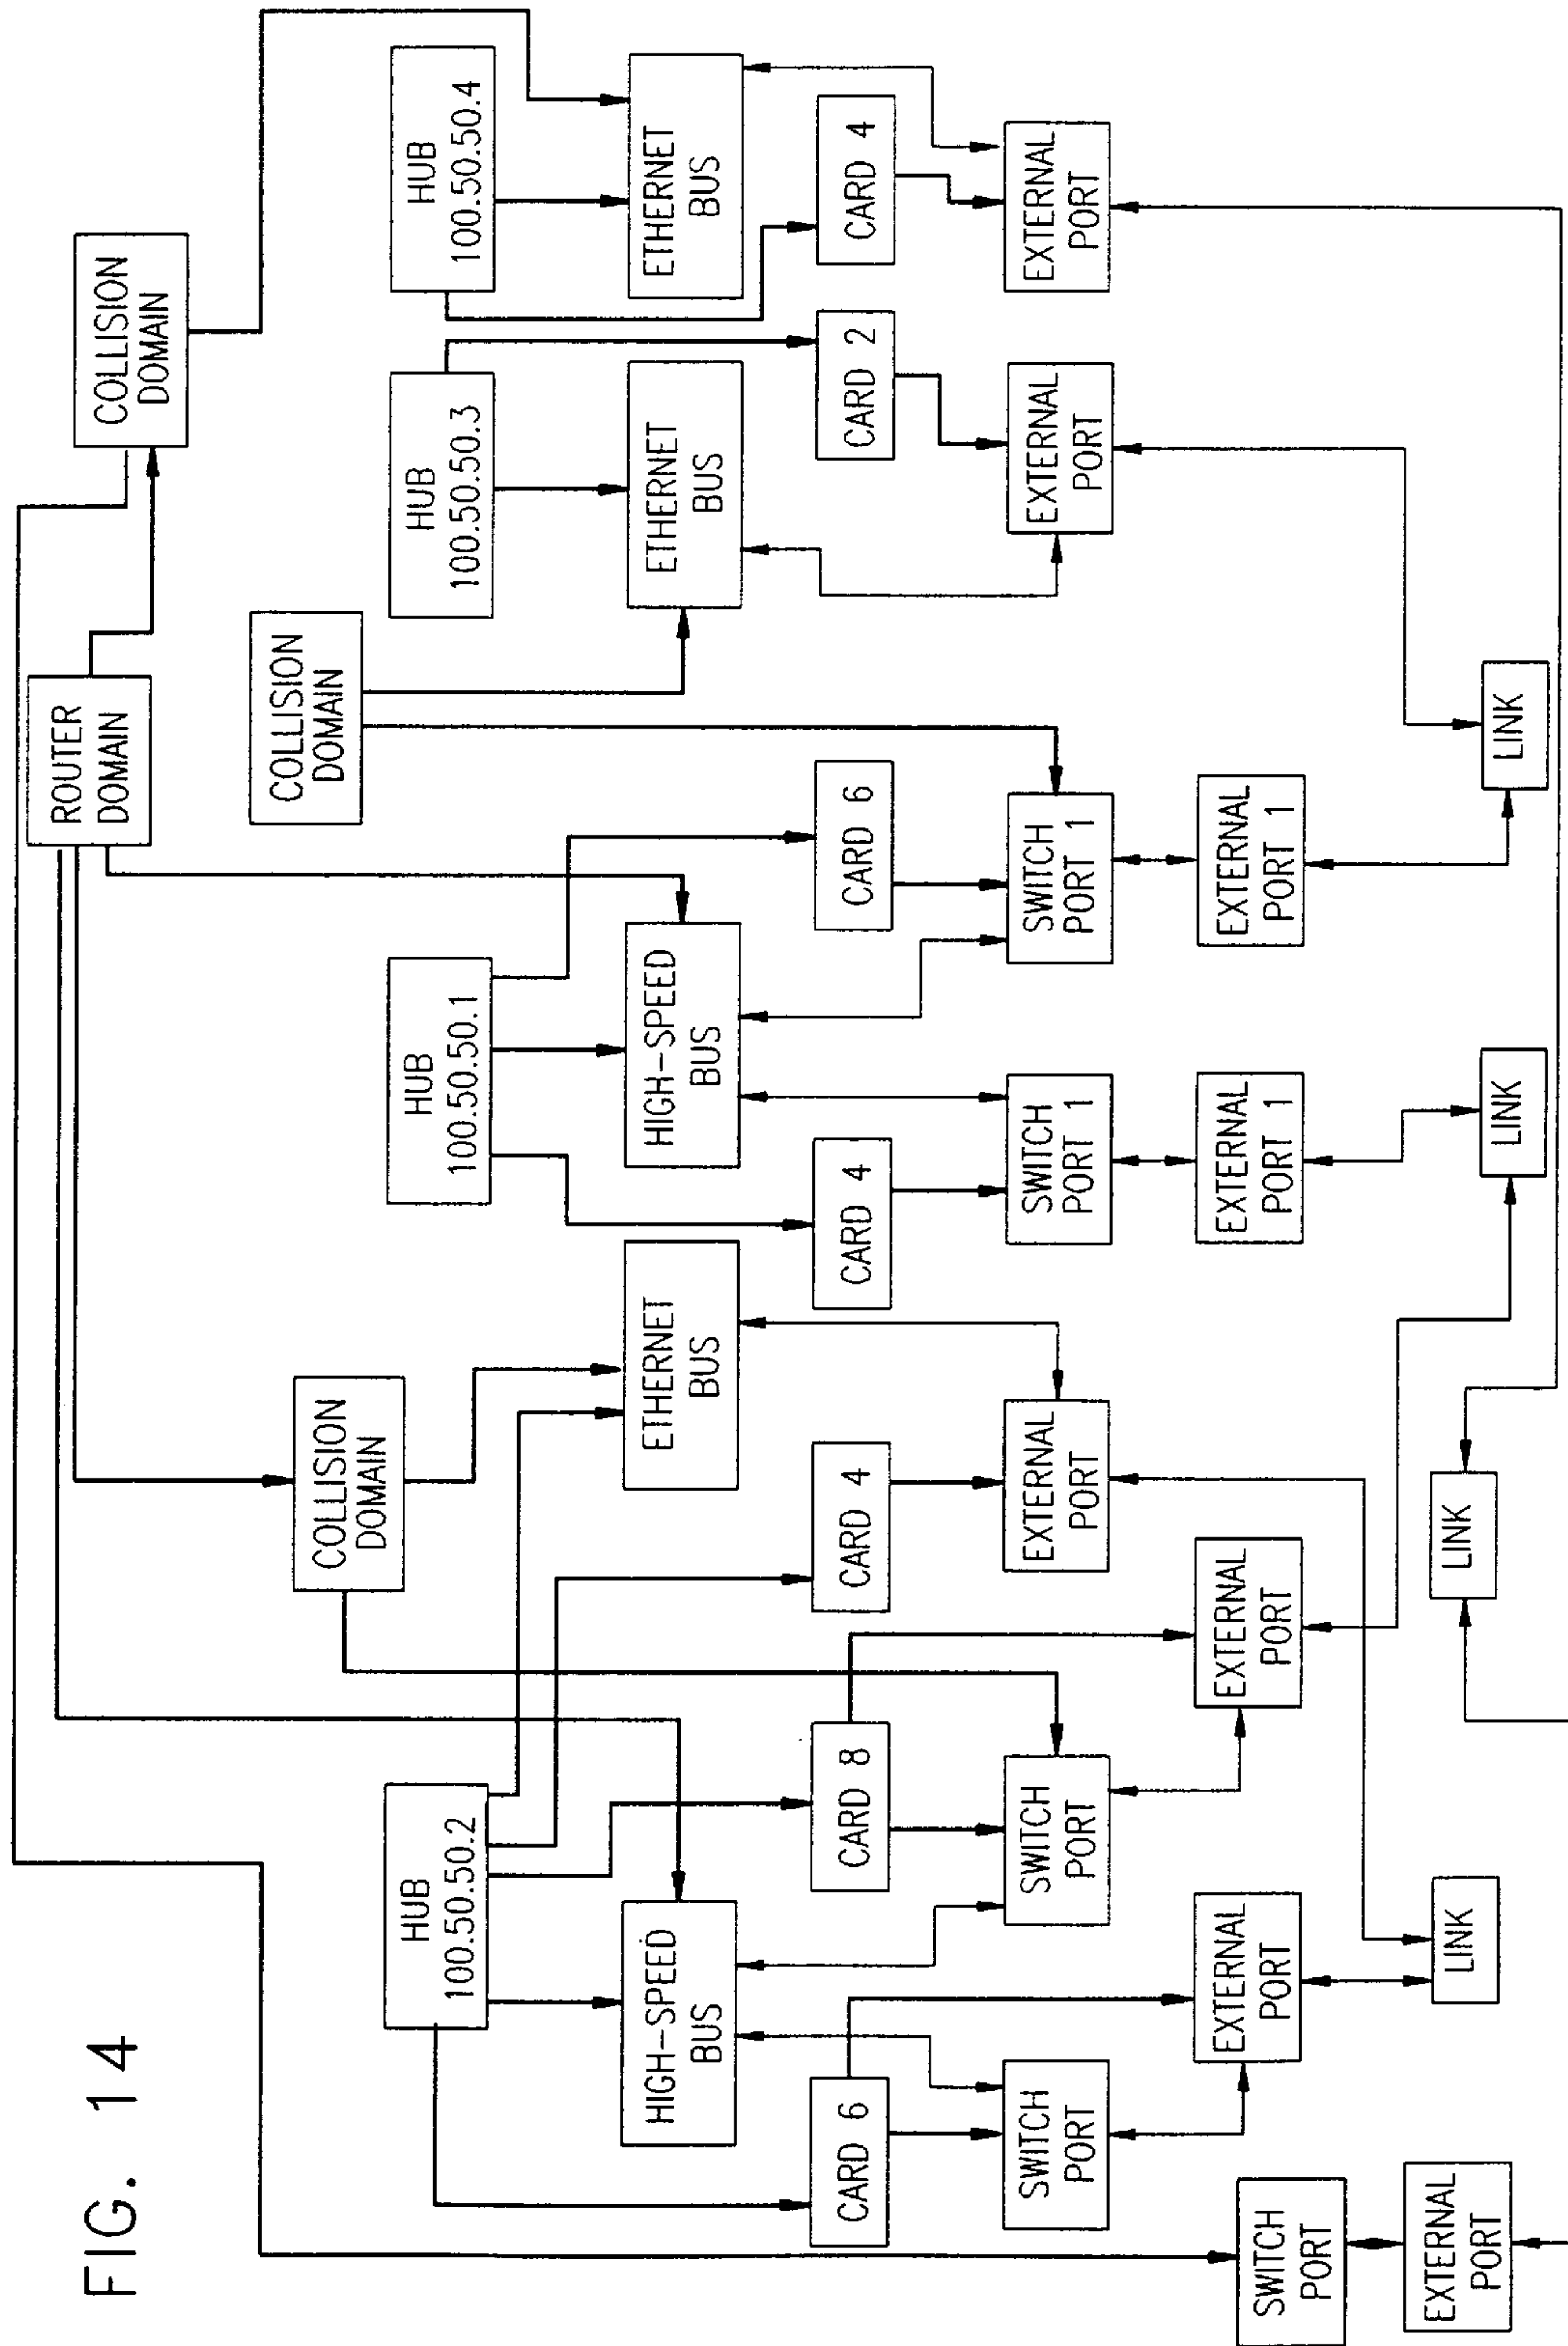 FIG. 14
ROUTER
DOMAIN
COLLISION
DOMAIN
COLLISION
DOMAIN
COLLISION
DOMAIN
HUB
100.50.50.2
HUB
100.50.50.1
HUB
100.50.50.3
HUB
100.50.50.4
HIGH-SPEED
BUS
ETHERNET
BUS
HIGH-SPEED
BUS
ETHERNET
BUS
ETHERNET
BUS
CARD 6
CARD 8
CARD 4
CARD 4
CARD 6
CARD 2
CARD 4
SWITCH
PORT
SWITCH
PORT
EXTERNAL
PORT
SWITCH
PORT 1
SWITCH
PORT 1
EXTERNAL
PORT
EXTERNAL
PORT
SWITCH
PORT
EXTERNAL
PORT
EXTERNAL
PORT
EXTERNAL
PORT 1
EXTERNAL
PORT 1
EXTERNAL
PORT
LINK
LINK
LINK
LINK